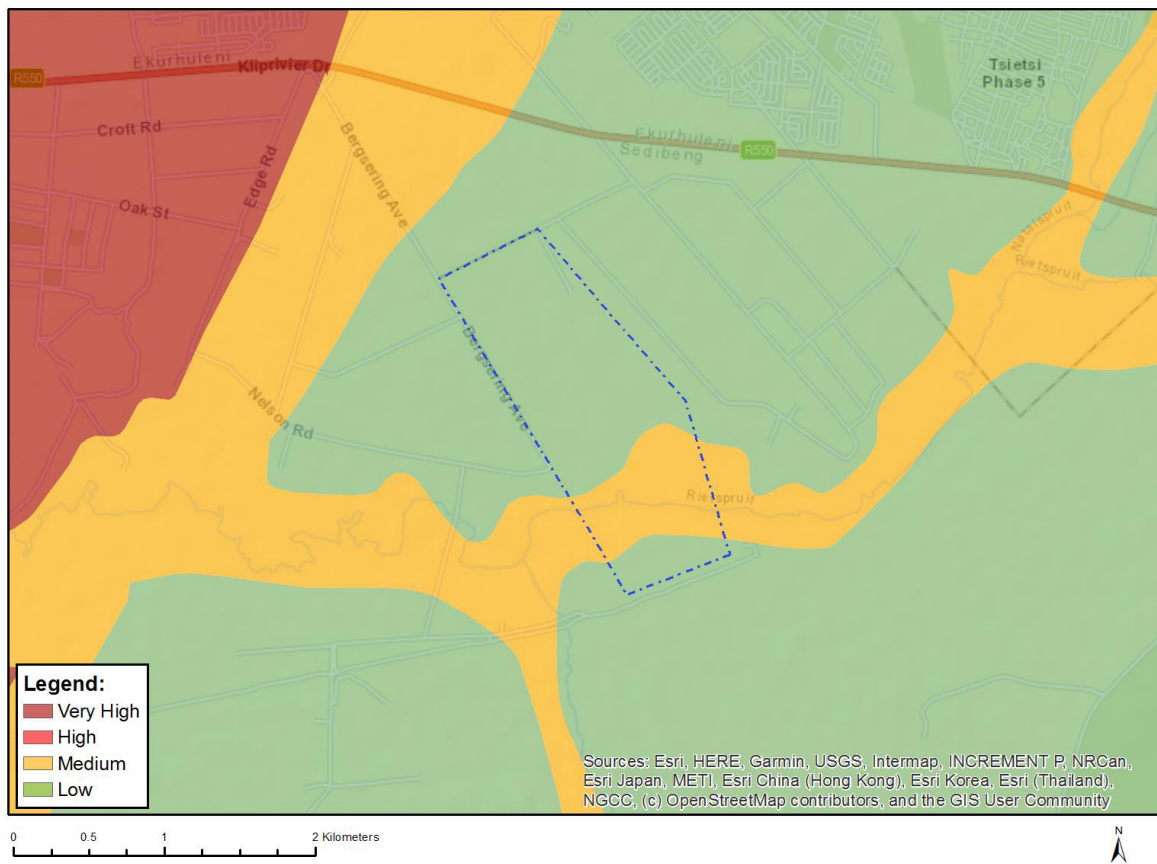 Ekurhuleni
R550
Kliprivier Dr
Croft Rd
Edge Rd
Oak St
Bergsering Ave
Ekurhuleni
Sedibeng
R550
Tsietsi
Phase 5
Natalspruit
Rietspruit
Bergsering Ave
Nelson Rd
Rietspruit
Legend:
Very High
High
Medium
Low
Sources: Esri, HERE, Garmin, USGS, Intermap, INCREMENT P, NRCan,
Esri Japan, METI, Esri China (Hong Kong), Esri Korea, Esri (Thailand),
NGCC, (c) OpenStreetMap contributors, and the GIS User Community
0 0.5 1 2 Kilometers
N